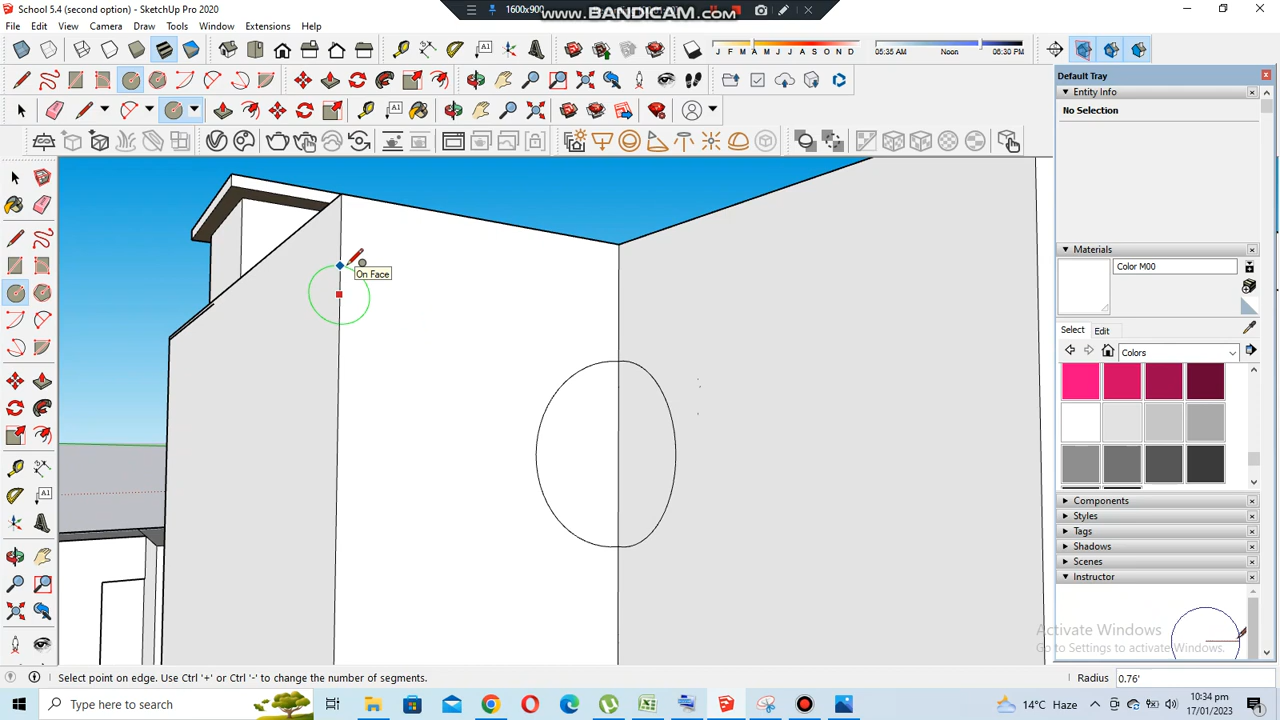 School 5.4 (second option) - SketchUp Pro 2020
1600x900
WWW.BANDICAM.COM
File Edit View Camera Draw Tools Window Extensions Help
J F M A M J J A S O N D
05:35 AM Noon 06:30 PM
Default Tray
Entity Info
No Selection
On Face
Materials
Color M00
Select Edit
Colors
Components
Styles
Tags
Shadows
Scenes
Instructor
Activate Windows
Go to Settings to activate Windows.
Select point on edge. Use 'Ctrl '+' or Ctrl '-' to change the number of segments.
Radius 0.76'
Type here to search
14°C Haze
10:34 pm
17/01/2023